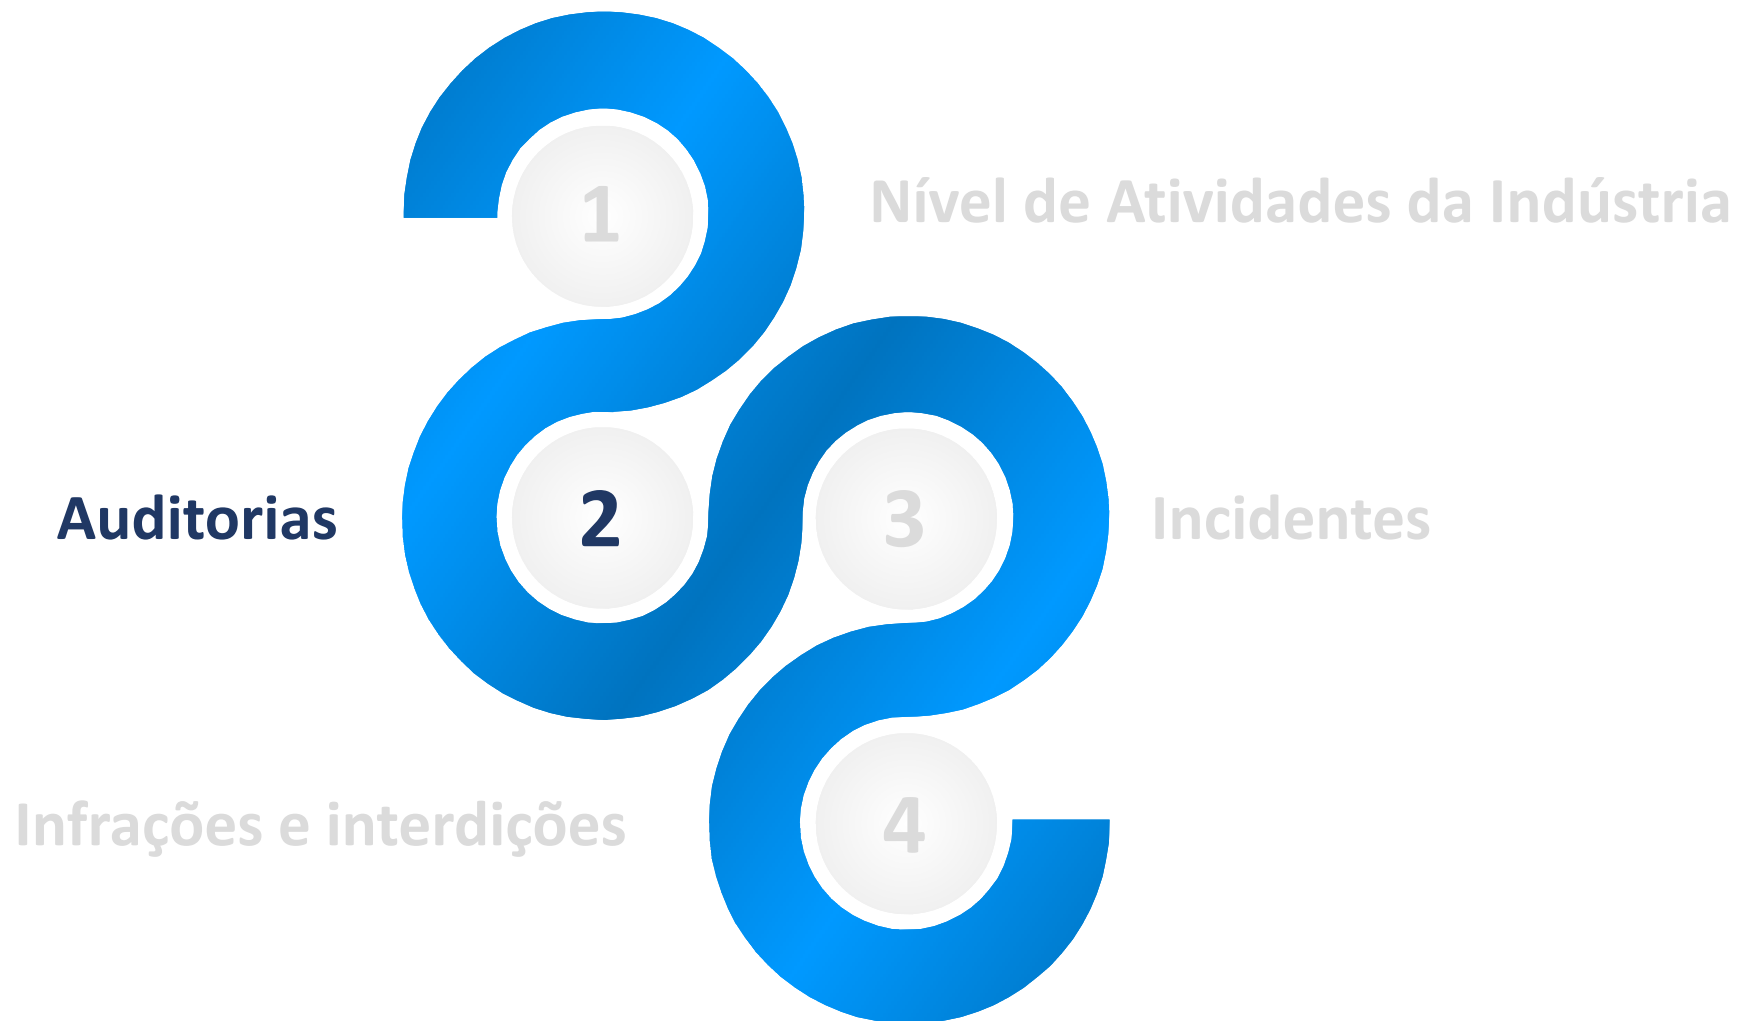 1
Nível de Atividades da Indústria
Auditorias
2
3
Incidentes
Infrações e interdições
4